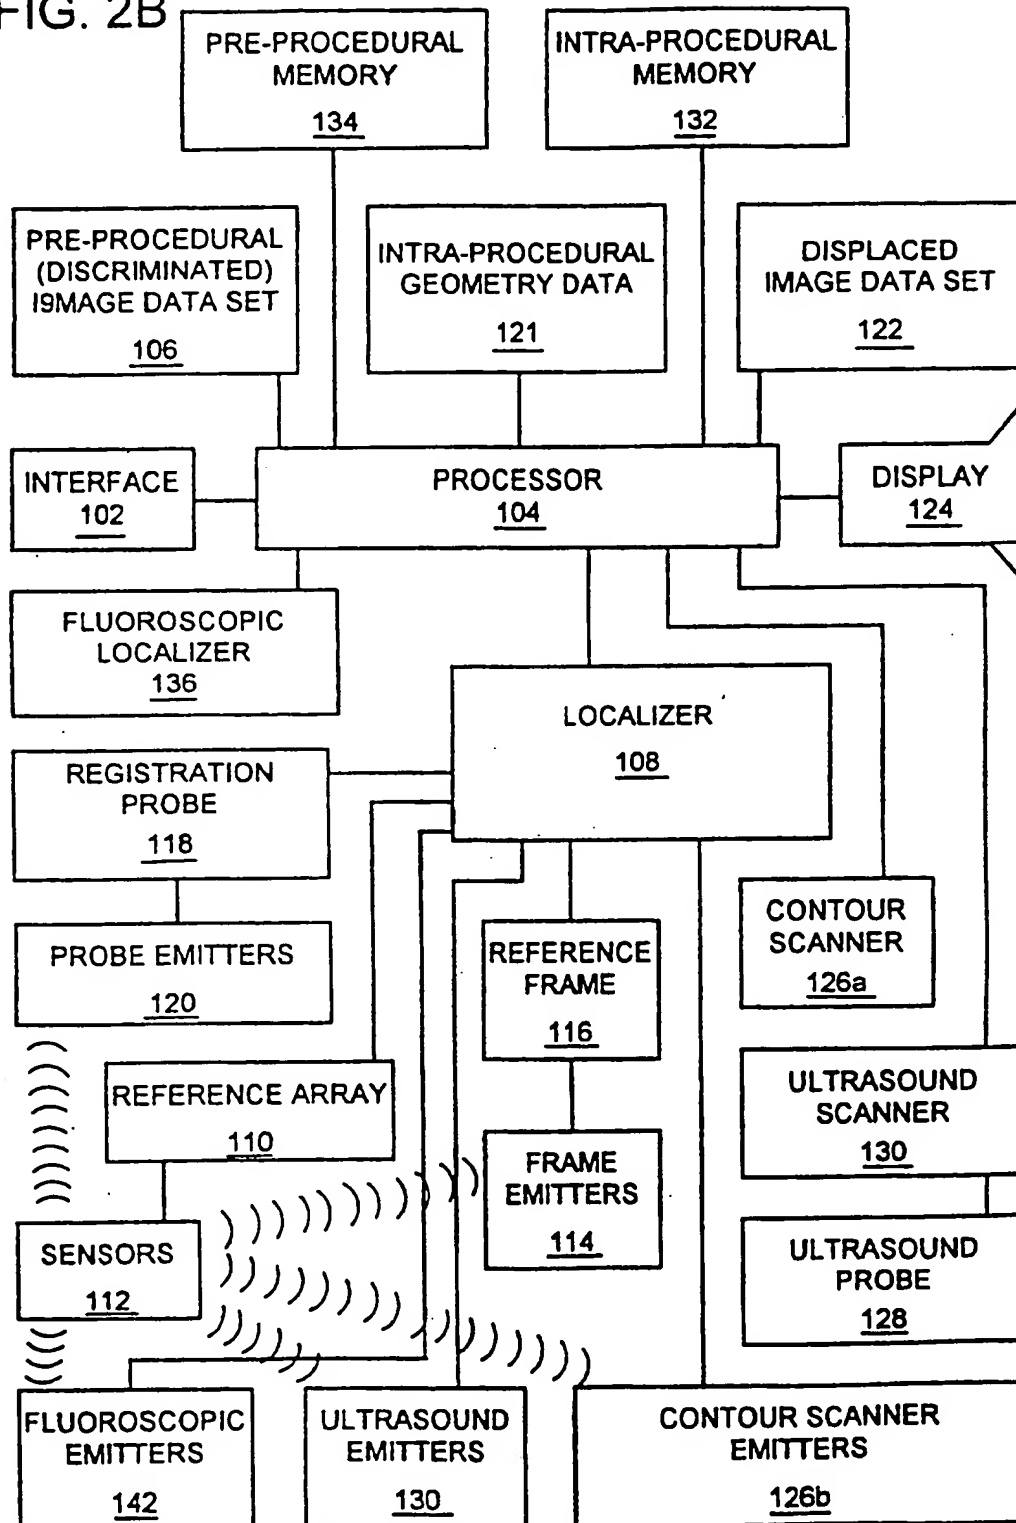 FIG. 2B
PRE-PROCEDURAL
MEMORY
134
INTRA-PROCEDURAL
MEMORY
132
PRE-PROCEDURAL
(DISCRIMINATED)
I9MAGE DATA SET
106
INTRA-PROCEDURAL
GEOMETRY DATA
121
DISPLACED
IMAGE DATA SET
122
INTERFACE
102
PROCESSOR
104
DISPLAY
124
FLUOROSCOPIC
LOCALIZER
136
LOCALIZER
108
REGISTRATION
PROBE
118
PROBE EMITTERS
120
REFERENCE
FRAME
116
CONTOUR
SCANNER
126a
REFERENCE ARRAY
110
ULTRASOUND
SCANNER
130
FRAME
EMITTERS
114
SENSORS
112
ULTRASOUND
PROBE
128
FLUOROSCOPIC
EMITTERS
142
ULTRASOUND
EMITTERS
130
CONTOUR SCANNER
EMITTERS
126b